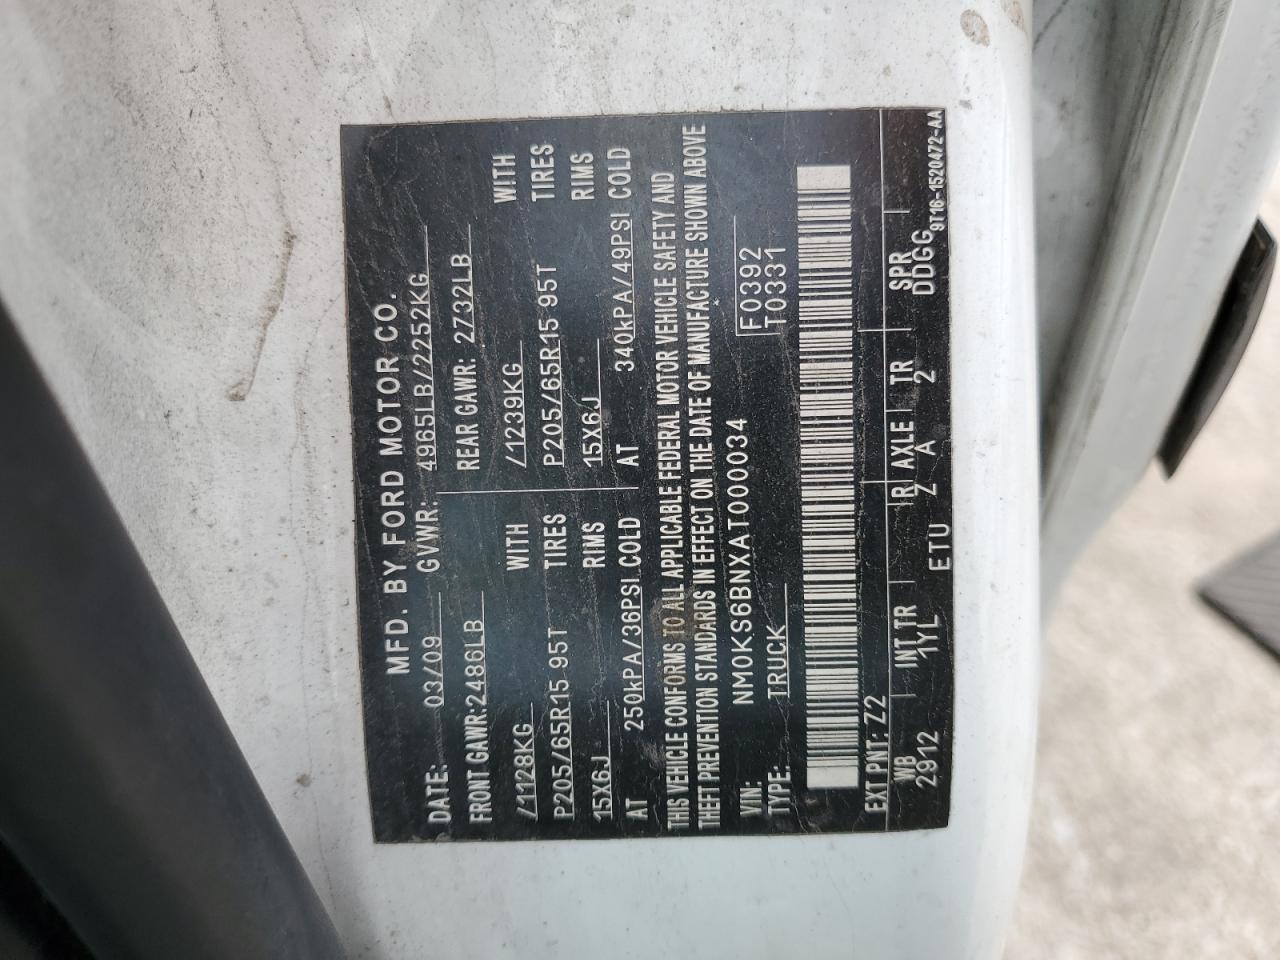 MFD. BY FORD MOTOR CO.
DATE: 03/09 GVWR: 4965LB/2252KG
FRONT GAWR:2486LB REAR GAWR: 2732LB
/1128KG WITH /1239KG WITH
P205/65R15 95T TIRES P205/65R15 95T TIRES
15X6J RIMS 15X6J RIMS
AT 250kPA/36PSI COLD AT 340kPA/49PSI COLD
THIS VEHICLE CONFORMS TO ALL APPLICABLE FEDERAL MOTOR VEHICLE SAFETY AND
THEFT PREVENTION STANDARDS IN EFFECT ON THE DATE OF MANUFACTURE SHOWN ABOVE
VIN: NM0KS6BNXAT000034 F0392
TYPE: TRUCK T0331
EXT PNT: Z2
WB INT TR R AXLE TR SPR
2912 1YL Z A 2 DDGG
ETU 9T16-1520472-AA